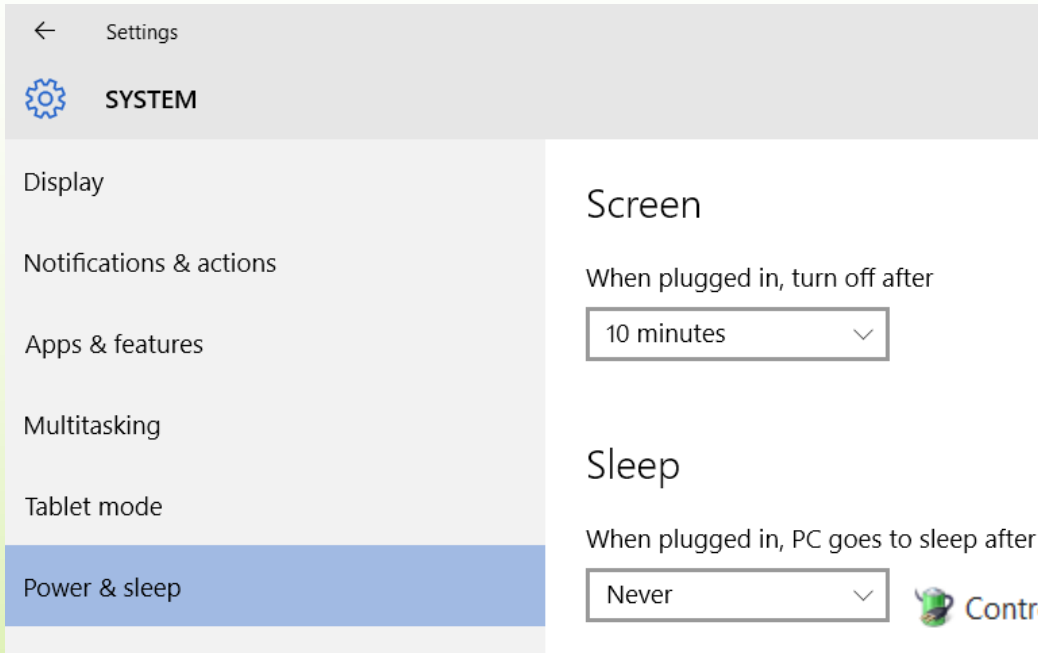 Settings
SYSTEM
Display
Notifications & actions
Apps & features
Multitasking
Tablet mode
Power & sleep
Screen
When plugged in, turn off after
10 minutes
Sleep
When plugged in, PC goes to sleep after
Never